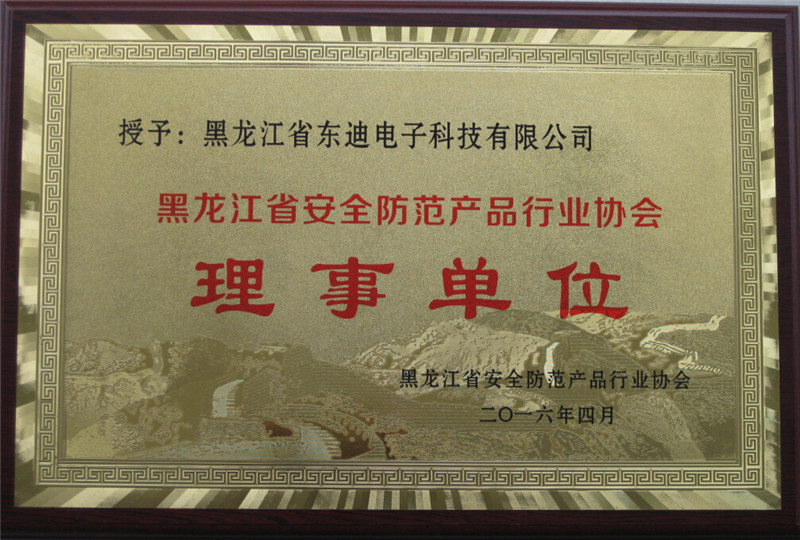 授予：黑龙江省东迪电子科技有限公司
黑龙江省安全防范产品行业协会
理事单位
黑龙江省安全防范产品行业协会
二〇一六年四月